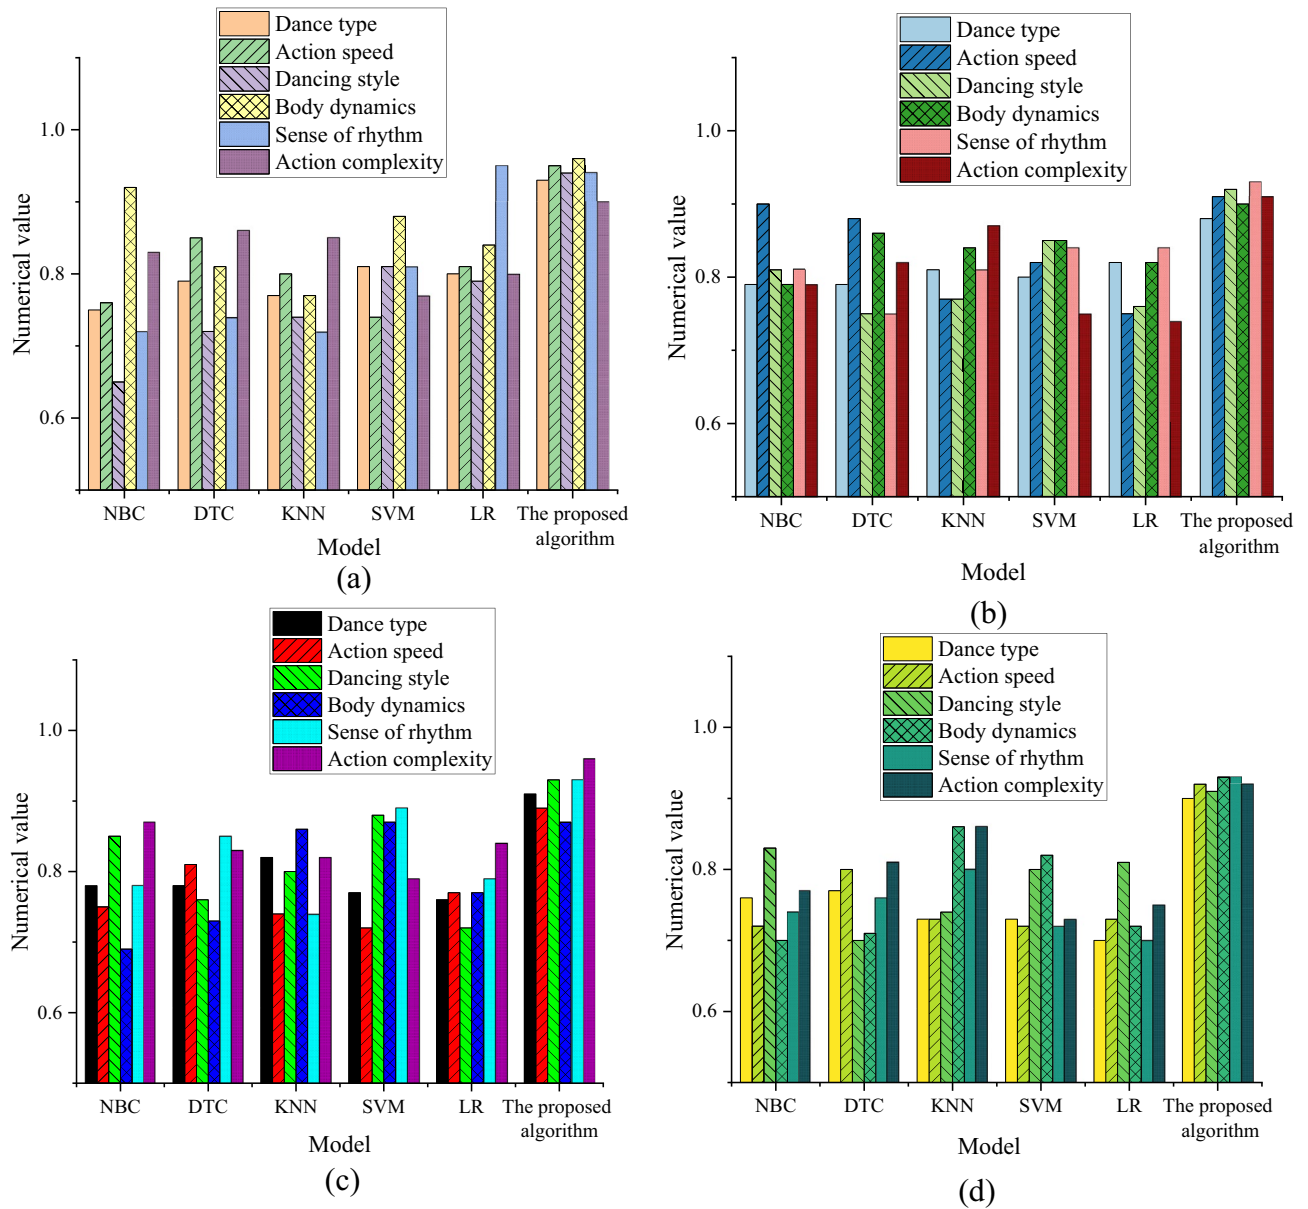 Dance type
Action speed
Dancing style
Body dynamics
Sense of rhythm
Action complexity
1.0
0.8
0.6
Numerical value
NBC
DTC
KNN
SVM
LR
The proposed
algorithm
Model
(a)
Dance type
Action speed
Dancing style
Body dynamics
Sense of rhythm
Action complexity
1.0
0.8
0.6
Numerical value
NBC
DTC
KNN
SVM
LR
The proposed
algorithm
Model
(b)
Dance type
Action speed
Dancing style
Body dynamics
Sense of rhythm
Action complexity
1.0
0.8
0.6
Numerical value
NBC
DTC
KNN
SVM
LR
The proposed
algorithm
Model
(c)
Dance type
Action speed
Dancing style
Body dynamics
Sense of rhythm
Action complexity
1.0
0.8
0.6
Numerical value
NBC
DTC
KNN
SVM
LR
The proposed
algorithm
Model
(d)